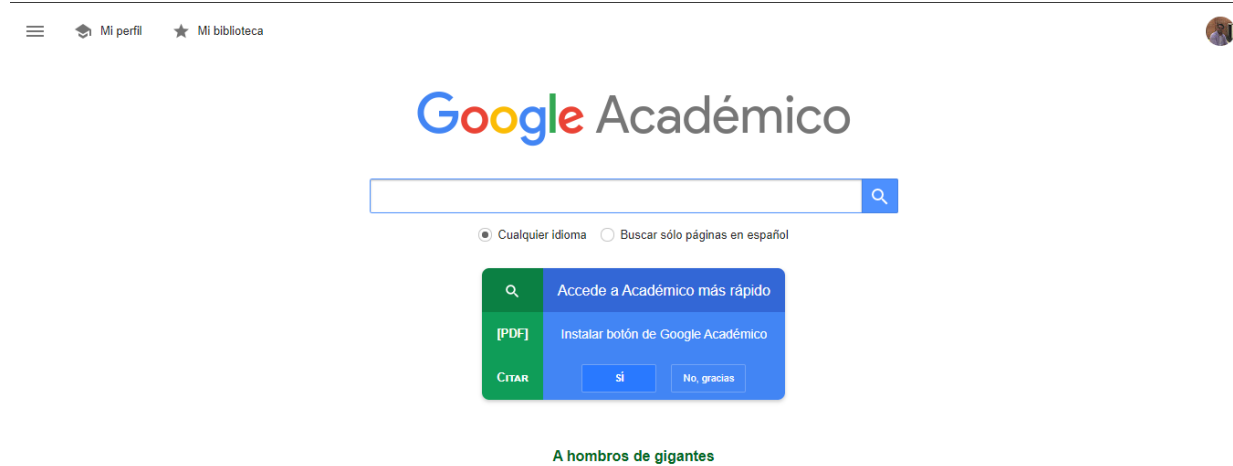 Mi perfil Mi biblioteca
Google Académico
Cualquier idioma Buscar sólo páginas en español
Accede a Académico más rápido
[PDF] Instalar botón de Google Académico
CITAR SÍ No, gracias
A hombros de gigantes